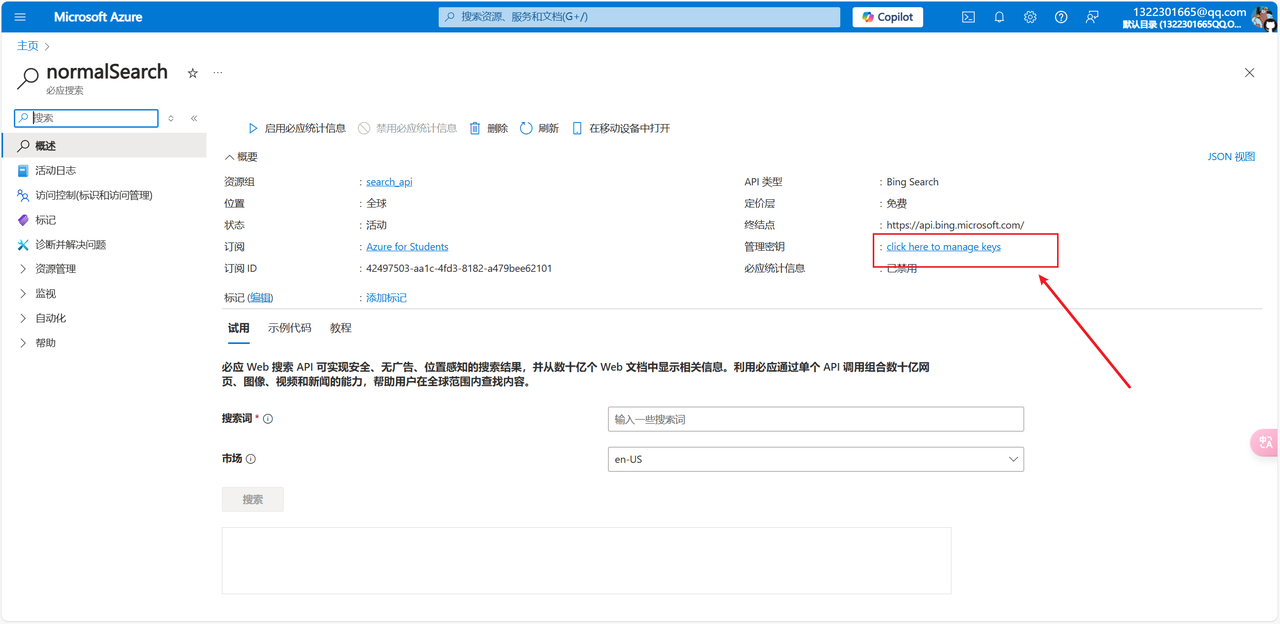 Microsoft Azure
搜索资源、服务和文档(G+/)
Copilot
1322301665@qq.com
默认目录 (1322301665QQ.O...
主页
normalSearch
···
必应搜索
搜索
启用必应统计信息 禁用必应统计信息 删除 刷新 在移动设备中打开
概述
活动日志
访问控制(标识和访问管理)
标记
诊断并解决问题
资源管理
监视
自动化
帮助
概要
JSON 视图
资源组 : search_api
位置 : 全球
状态 : 活动
订阅 : Azure for Students
订阅 ID : 42497503-aa1c-4fd3-8182-a479bee62101
API 类型 : Bing Search
定价层 : 免费
终结点 : https://api.bing.microsoft.com/
管理密钥 : click here to manage keys
必应统计信息 : 已禁用
标记 (编辑) : 添加标记
试用 示例代码 教程
必应 Web 搜索 API 可实现安全、无广告、位置感知的搜索结果，并从数十亿个 Web 文档中显示相关信息。利用必应通过单个 API 调用组合数十亿网
页、图像、视频和新闻的能力，帮助用户在全球范围内查找内容。
搜索词 *
输入一些搜索词
市场
en-US
搜索